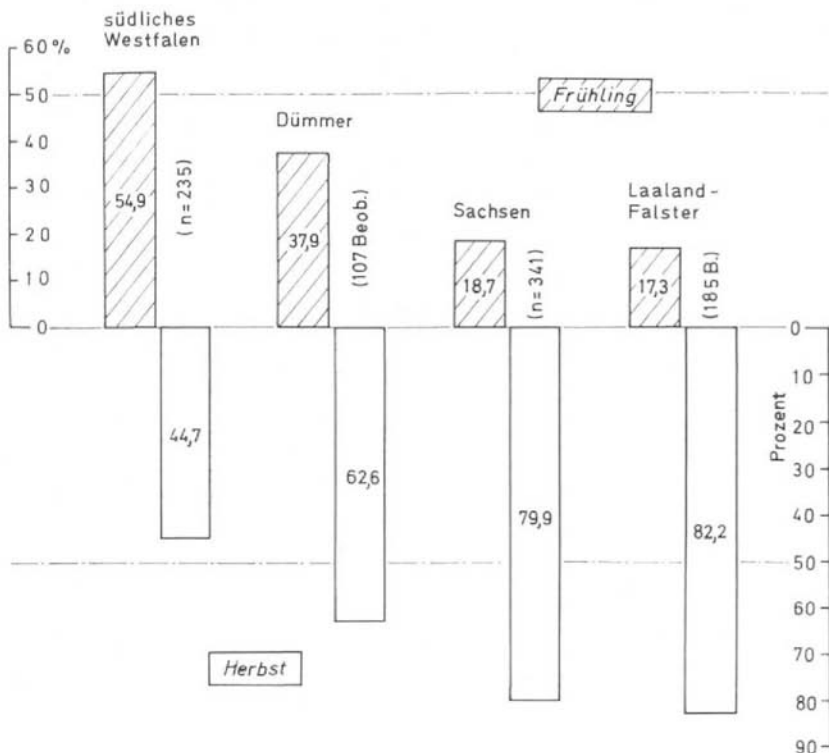 südliches
Westfalen
60 %
50
40
30
20
10
0
Frühling
Dümmer
Sachsen
Laaland-
Falster
54,9
(n=235)
37,9
(107 Beob.)
18,7
(n=341)
17,3
(185 B.)
44,7
62,6
79,9
82,2
Herbst
Prozent
0
10
20
30
40
50
60
70
80
90